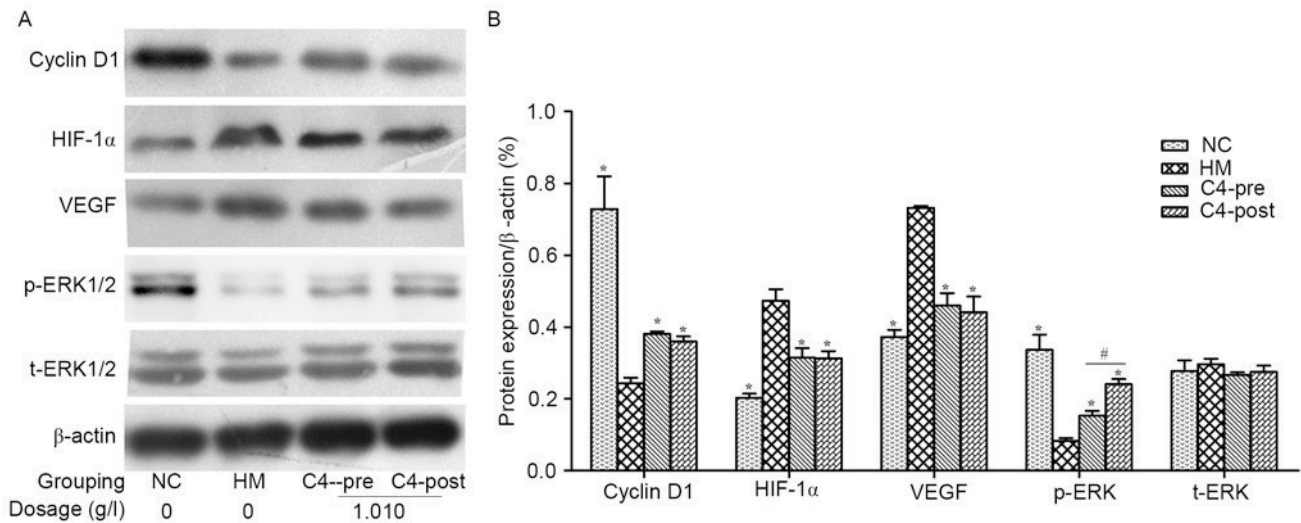 A
Cyclin D1
HIF-1α
VEGF
p-ERK1/2
t-ERK1/2
β-actin
Grouping NC HM C4--pre C4-post
Dosage (g/l) 0 0 1.010
B
Protein expression/β -actin (%)
1.0
0.8
0.6
0.4
0.2
0.0
NC
HM
C4-pre
C4-post
*
* * *
* * *
* * # *
* *
Cyclin D1 HIF-1α VEGF p-ERK t-ERK